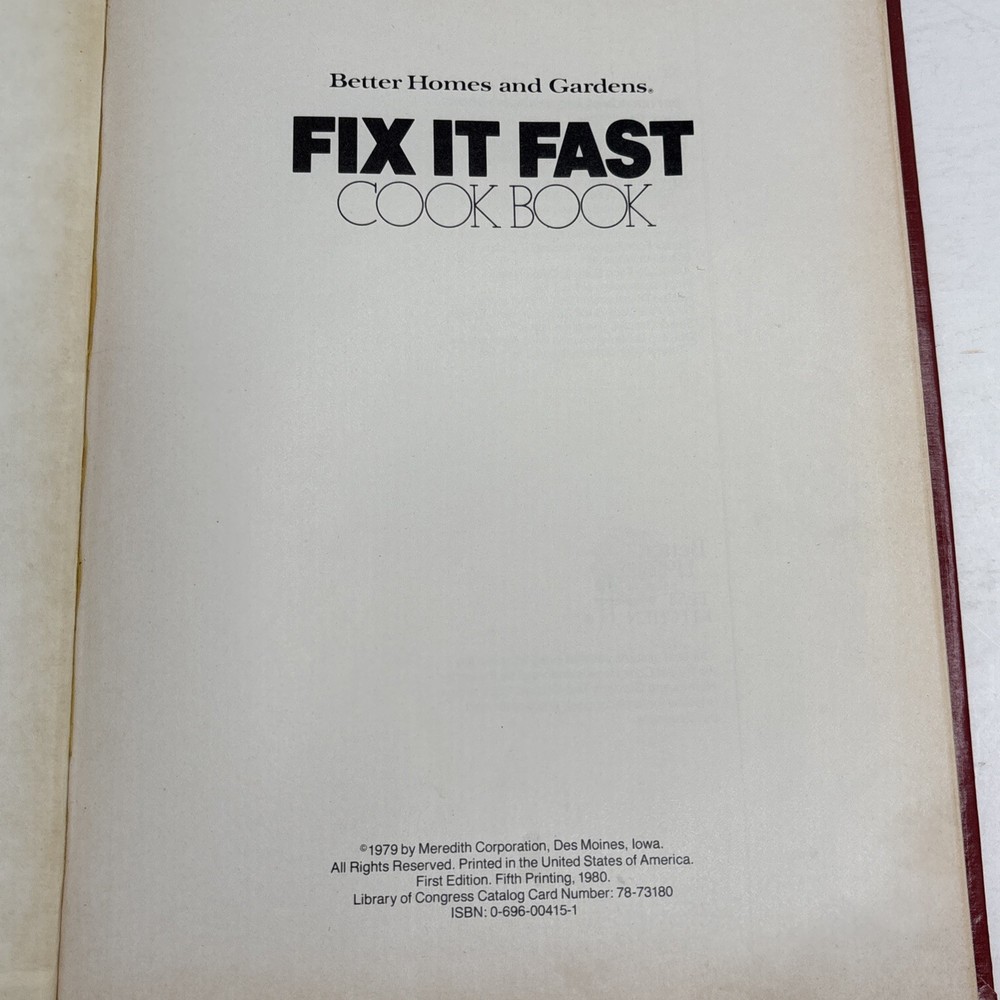 Better Homes and Gardens®
FIX IT FAST
COOK BOOK
©1979 by Meredith Corporation, Des Moines, Iowa.
All Rights Reserved. Printed in the United States of America.
First Edition. Fifth Printing, 1980.
Library of Congress Catalog Card Number: 78-73180
ISBN: 0-696-00415-1